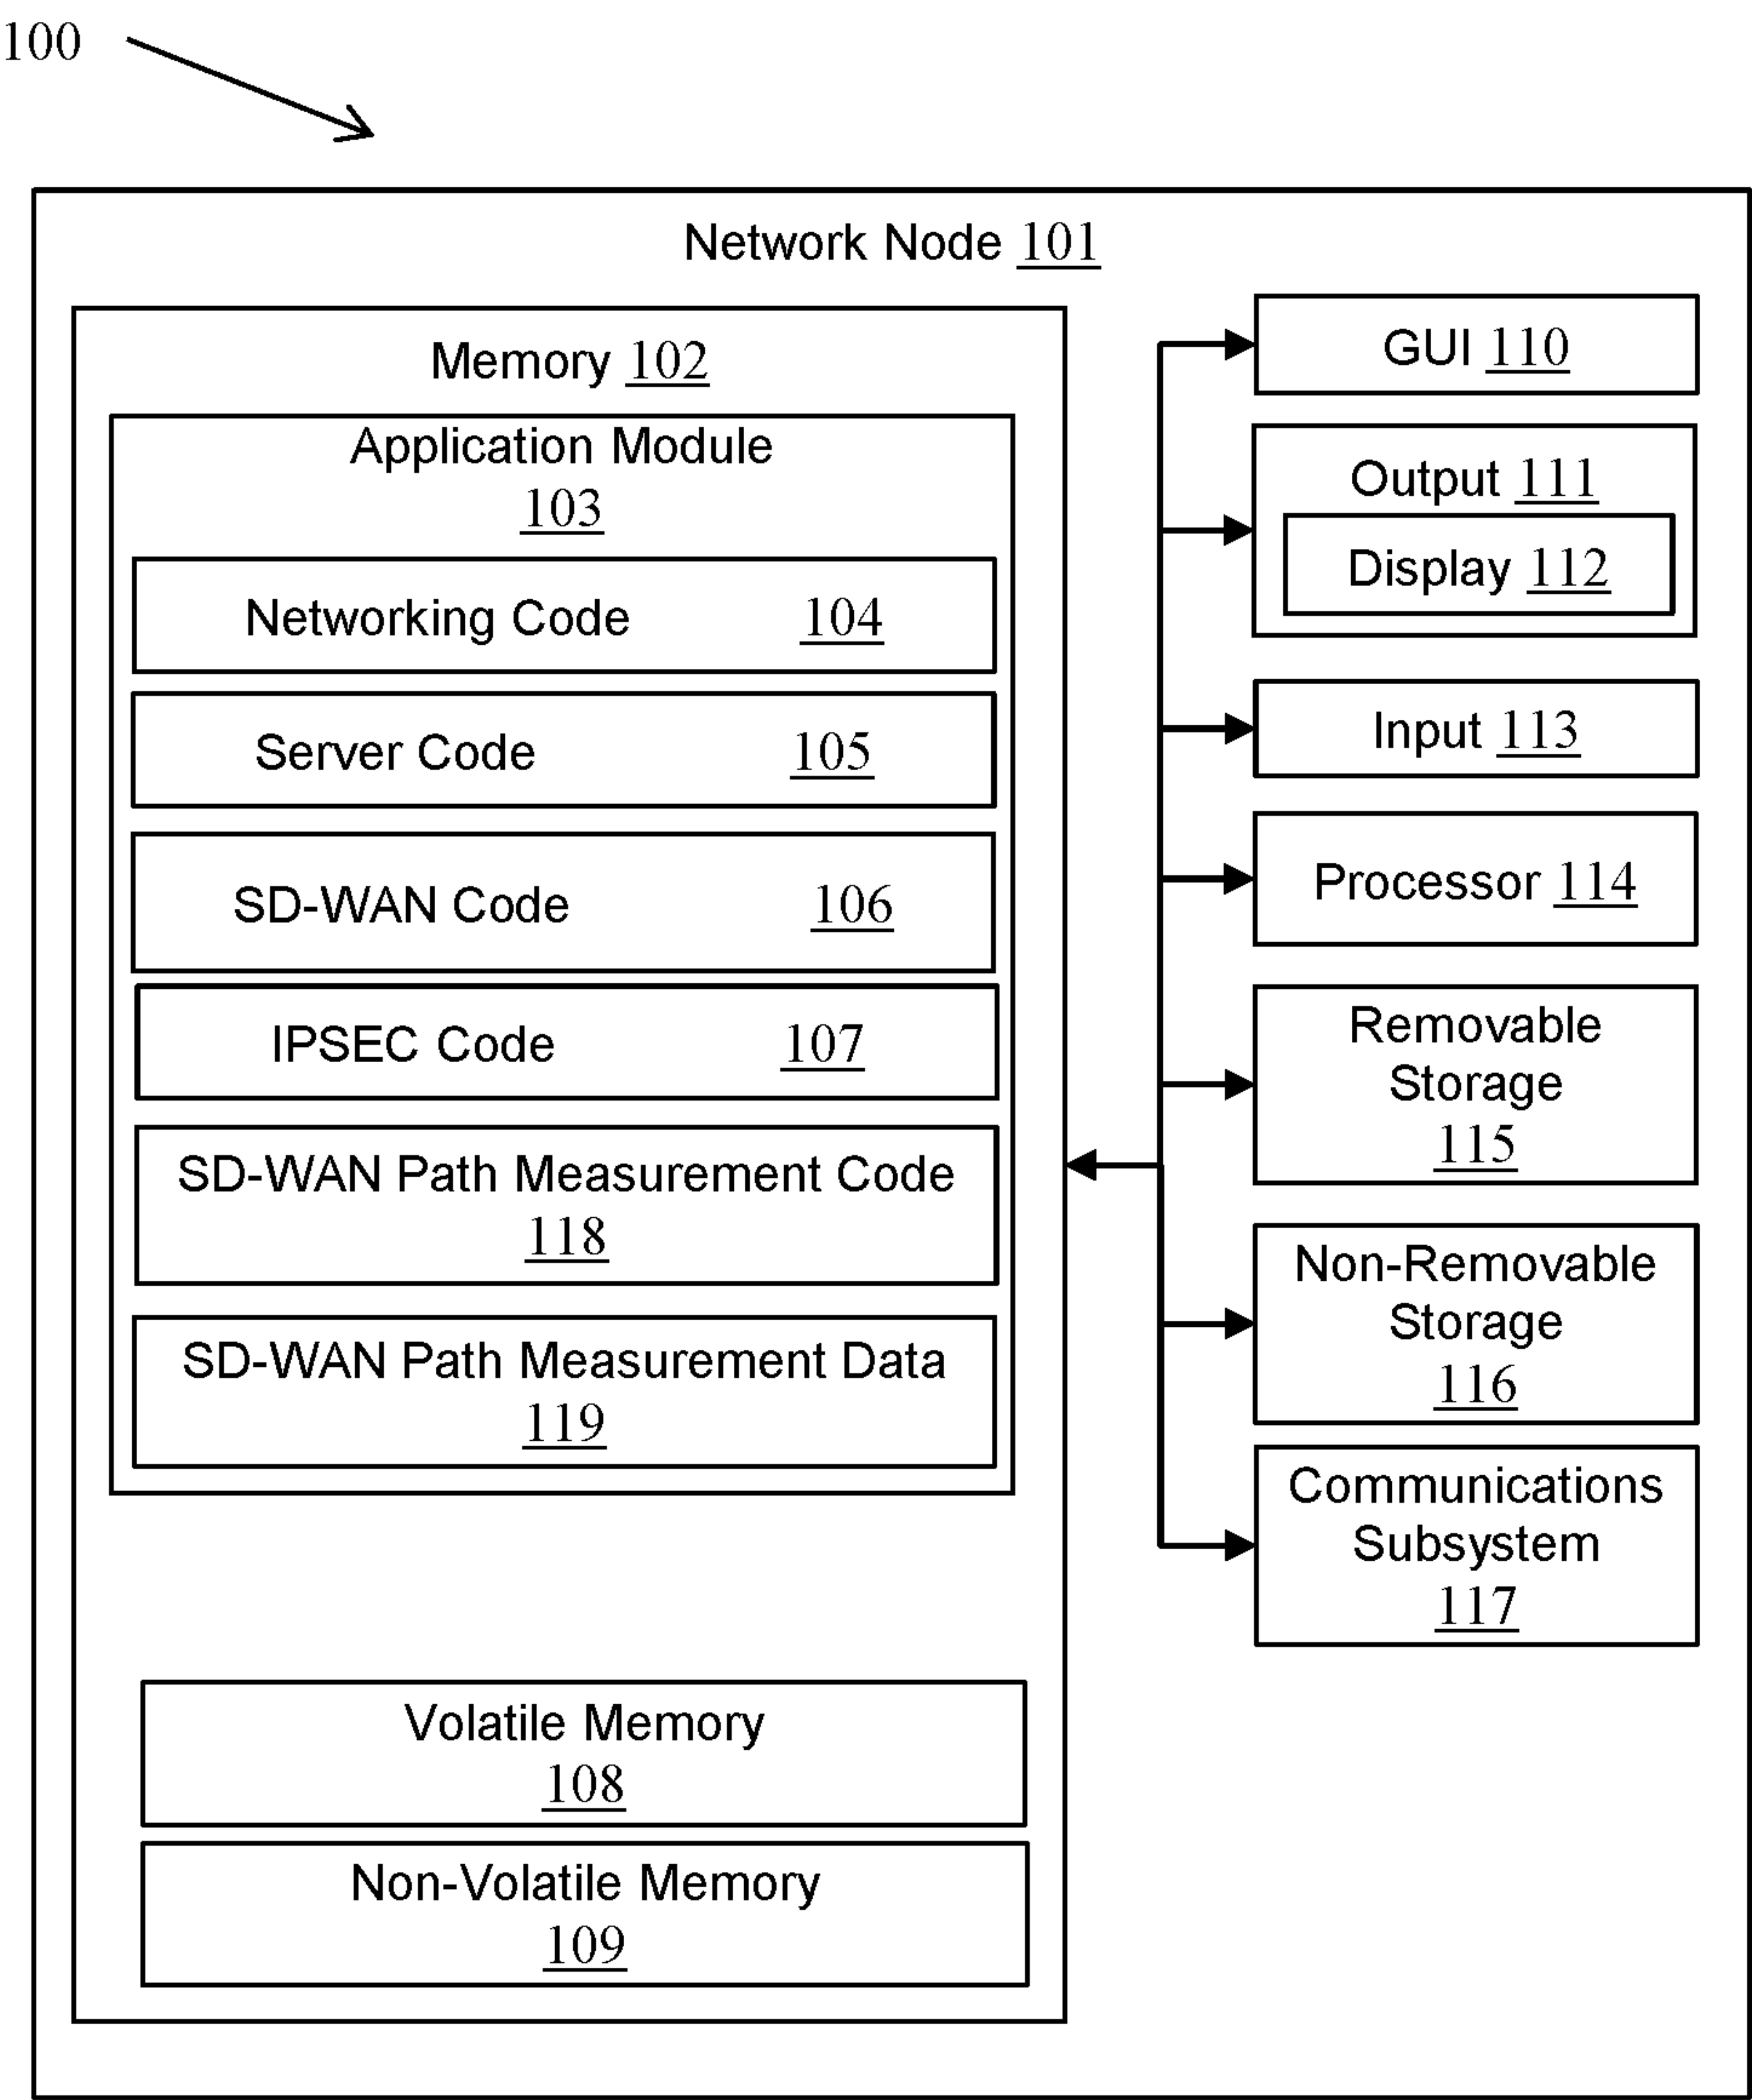 100
Network Node 101
Memory 102
Application Module
103
Networking Code 104
Server Code 105
SD-WAN Code 106
IPSEC Code 107
SD-WAN Path Measurement Code
118
SD-WAN Path Measurement Data
119
Volatile Memory
108
Non-Volatile Memory
109
GUI 110
Output 111
Display 112
Input 113
Processor 114
Removable
Storage
115
Non-Removable
Storage
116
Communications
Subsystem
117